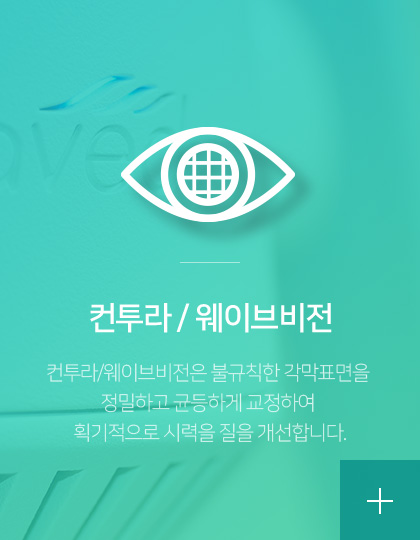 컨투라 / 웨이브비전
컨투라/웨이브비전은 불규칙한 각막표면을
정밀하고 균등하게 교정하여
획기적으로 시력을 질을 개선합니다.